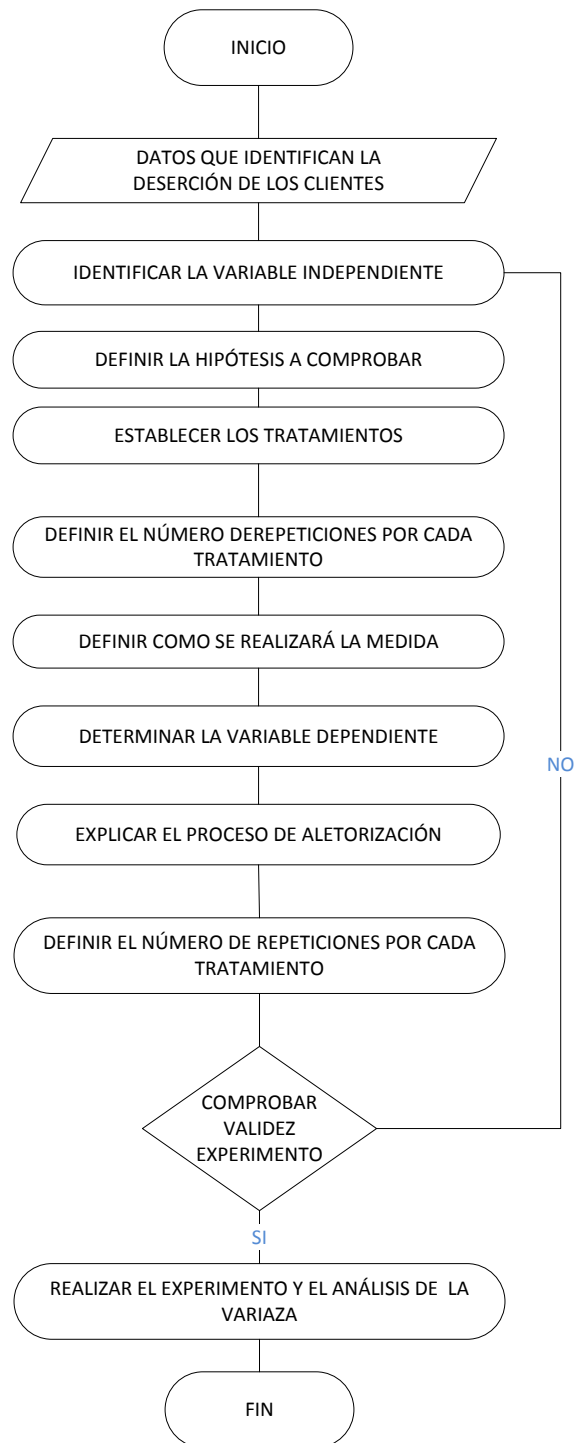 INICIO
DATOS QUE IDENTIFICAN LA
DESERCIÓN DE LOS CLIENTES
IDENTIFICAR LA VARIABLE INDEPENDIENTE
DEFINIR LA HIPÓTESIS A COMPROBAR
ESTABLECER LOS TRATAMIENTOS
DEFINIR EL NÚMERO DEREPETICIONES POR CADA
TRATAMIENTO
DEFINIR COMO SE REALIZARÁ LA MEDIDA
DETERMINAR LA VARIABLE DEPENDIENTE
NO
EXPLICAR EL PROCESO DE ALETORIZACIÓN
DEFINIR EL NÚMERO DE REPETICIONES POR CADA
TRATAMIENTO
COMPROBAR
VALIDEZ
EXPERIMENTO
SI
REALIZAR EL EXPERIMENTO Y EL ANÁLISIS DE LA
VARIAZA
FIN